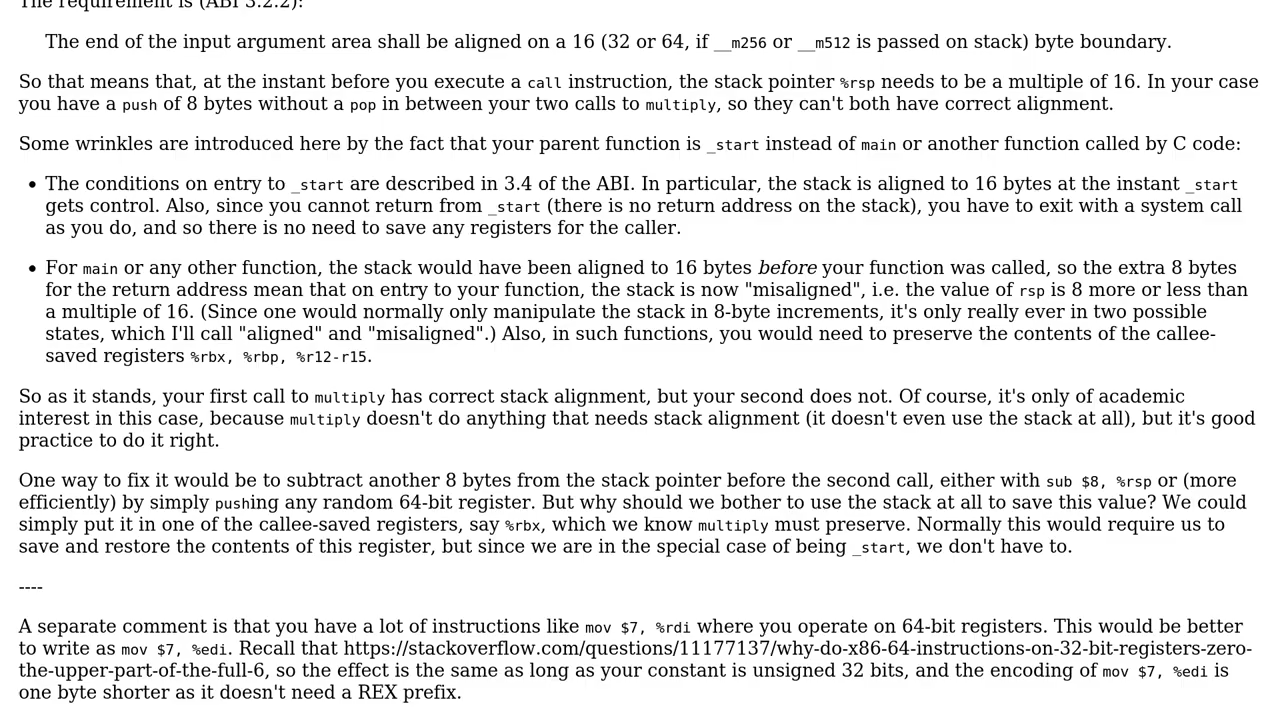 The requirement is (ABI 3.2.2):
The end of the input argument area shall be aligned on a 16 (32 or 64, if __m256 or __m512 is passed on stack) byte boundary.
So that means that, at the instant before you execute a call instruction, the stack pointer %rsp needs to be a multiple of 16. In your case
you have a push of 8 bytes without a pop in between your two calls to multiply, so they can't both have correct alignment.
Some wrinkles are introduced here by the fact that your parent function is _start instead of main or another function called by C code:
• The conditions on entry to _start are described in 3.4 of the ABI. In particular, the stack is aligned to 16 bytes at the instant _start
gets control. Also, since you cannot return from _start (there is no return address on the stack), you have to exit with a system call
as you do, and so there is no need to save any registers for the caller.
• For main or any other function, the stack would have been aligned to 16 bytes before your function was called, so the extra 8 bytes
for the return address mean that on entry to your function, the stack is now "misaligned", i.e. the value of rsp is 8 more or less than
a multiple of 16. (Since one would normally only manipulate the stack in 8-byte increments, it's only really ever in two possible
states, which I'll call "aligned" and "misaligned".) Also, in such functions, you would need to preserve the contents of the callee-
saved registers %rbx, %rbp, %r12-r15.
So as it stands, your first call to multiply has correct stack alignment, but your second does not. Of course, it's only of academic
interest in this case, because multiply doesn't do anything that needs stack alignment (it doesn't even use the stack at all), but it's good
practice to do it right.
One way to fix it would be to subtract another 8 bytes from the stack pointer before the second call, either with sub $8, %rsp or (more
efficiently) by simply pushing any random 64-bit register. But why should we bother to use the stack at all to save this value? We could
simply put it in one of the callee-saved registers, say %rbx, which we know multiply must preserve. Normally this would require us to
save and restore the contents of this register, but since we are in the special case of being _start, we don't have to.
----
A separate comment is that you have a lot of instructions like mov $7, %rdi where you operate on 64-bit registers. This would be better
to write as mov $7, %edi. Recall that https://stackoverflow.com/questions/11177137/why-do-x86-64-instructions-on-32-bit-registers-zero-
the-upper-part-of-the-full-6, so the effect is the same as long as your constant is unsigned 32 bits, and the encoding of mov $7, %edi is
one byte shorter as it doesn't need a REX prefix.